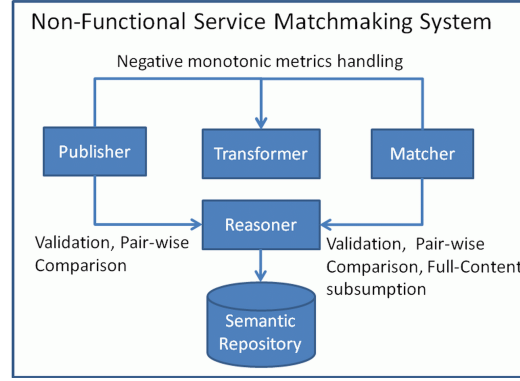 Non-Functional Service Matchmaking System
Negative monotonic metrics handling
Publisher
Transformer
Matcher
Reasoner
Validation, Pair-wise
Comparison
Validation, Pair-wise
Comparison, Full-Content
subsumption
Semantic
Repository